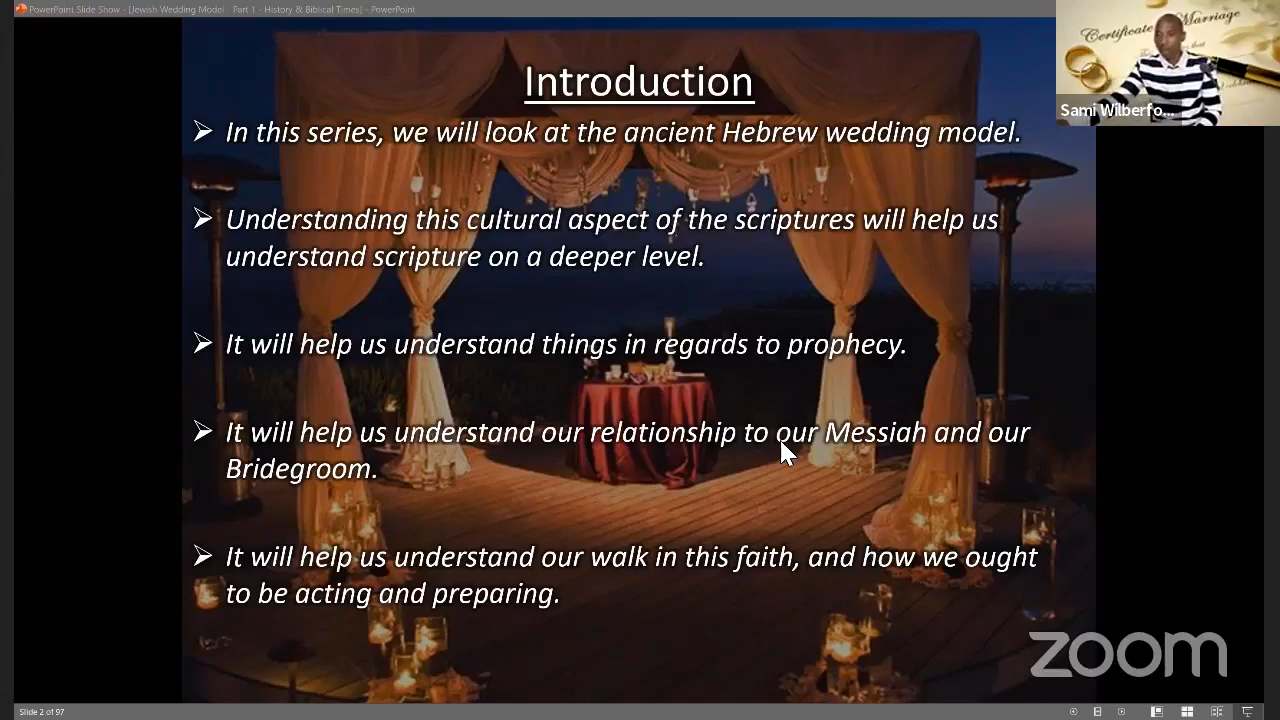 PowerPoint Slide Show - [Jewish Wedding Model - Part 1 - History & Biblical Times] - PowerPoint
Certificate Marriage
Sami Wilberfo...
Introduction
➢ In this series, we will look at the ancient Hebrew wedding model.
➢ Understanding this cultural aspect of the scriptures will help us
understand scripture on a deeper level.
➢ It will help us understand things in regards to prophecy.
➢ It will help us understand our relationship to our Messiah and our
Bridegroom.
➢ It will help us understand our walk in this faith, and how we ought
to be acting and preparing.
zoom
Slide 2 of 97